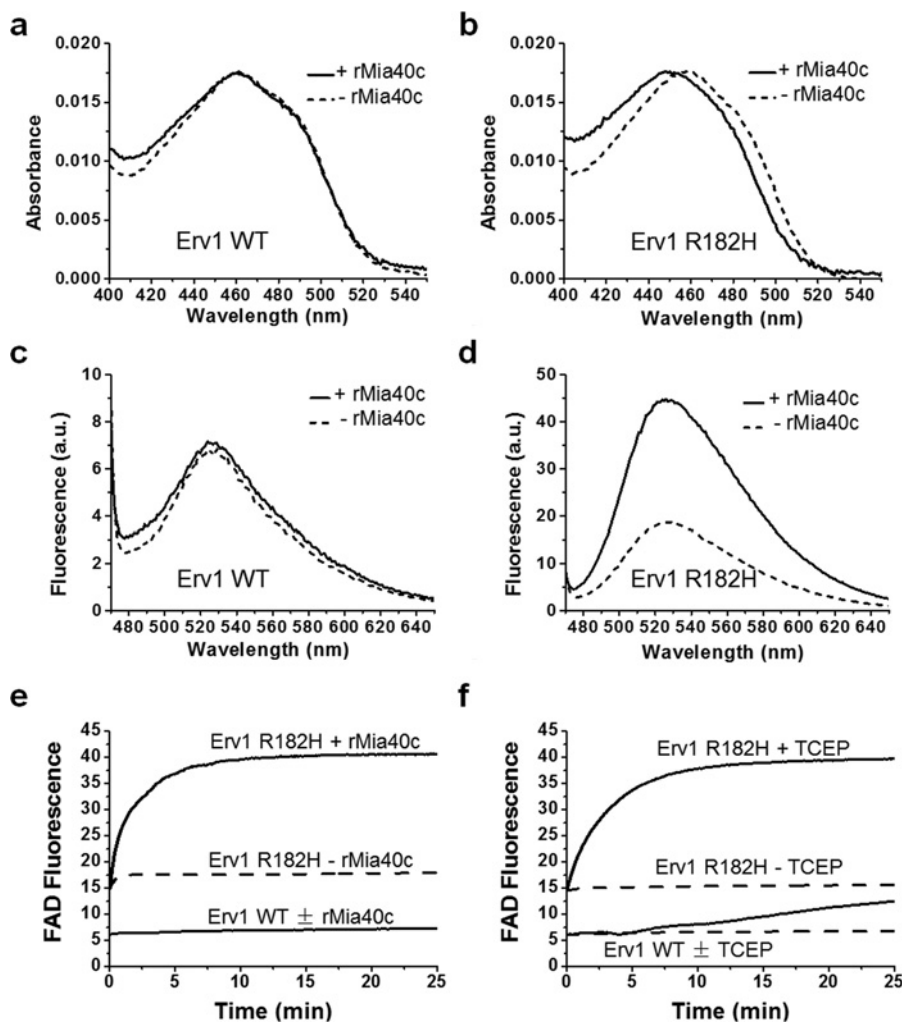 a
0.020
0.015
0.010
0.005
0.000
Absorbance
+ rMia40c
- rMia40c
Erv1 WT
400 420 440 460 480 500 520 540
Wavelength (nm)
b
0.020
0.015
0.010
0.005
0.000
Absorbance
+ rMia40c
- rMia40c
Erv1 R182H
400 420 440 460 480 500 520 540
Wavelength (nm)
c
10
8
6
4
2
0
Fluorescence (a.u.)
+ rMia40c
- rMia40c
Erv1 WT
480 500 520 540 560 580 600 620 640
Wavelength (nm)
d
50
40
30
20
10
0
Fluorescence (a.u.)
+ rMia40c
- rMia40c
Erv1 R182H
480 500 520 540 560 580 600 620 640
Wavelength (nm)
e
45
40
35
30
25
20
15
10
5
0
FAD Fluorescence
Erv1 R182H + rMia40c
Erv1 R182H - rMia40c
Erv1 WT ± rMia40c
0 5 10 15 20 25
Time (min)
f
45
40
35
30
25
20
15
10
5
0
FAD Fluorescence
Erv1 R182H + TCEP
Erv1 R182H - TCEP
Erv1 WT ± TCEP
0 5 10 15 20 25
Time (min)